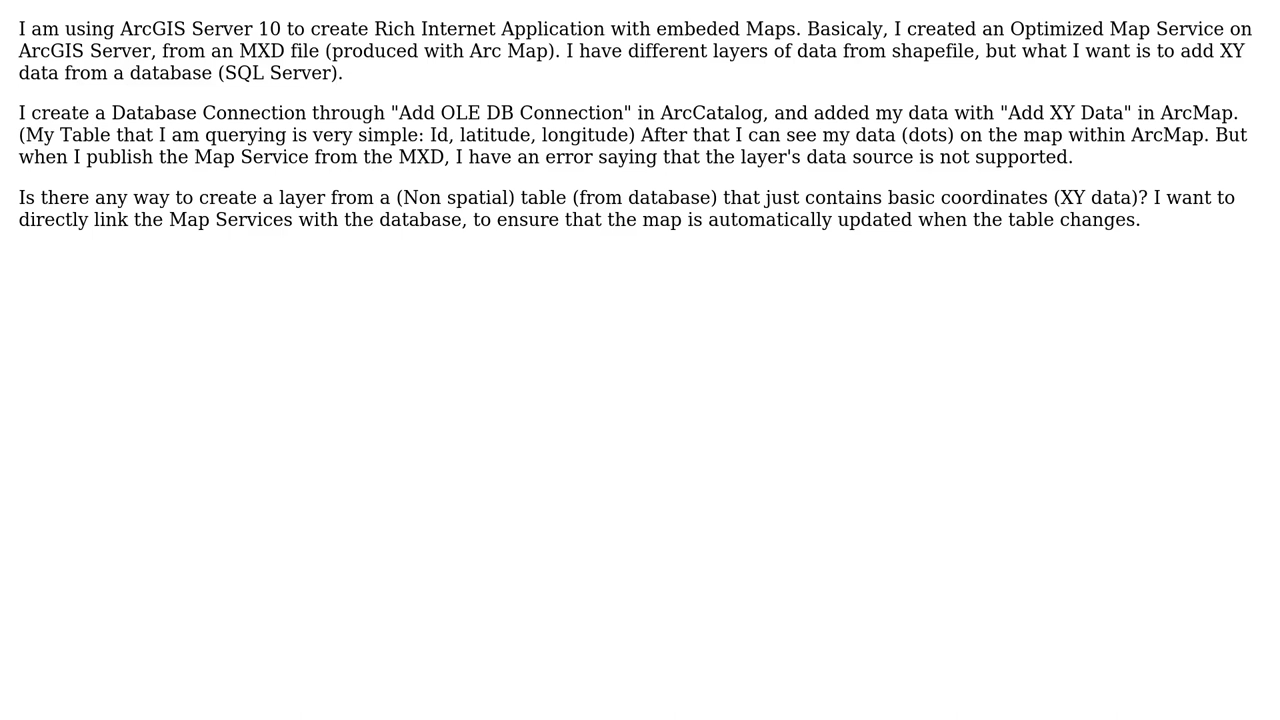 I am using ArcGIS Server 10 to create Rich Internet Application with embeded Maps. Basicaly, I created an Optimized Map Service on
ArcGIS Server, from an MXD file (produced with Arc Map). I have different layers of data from shapefile, but what I want is to add XY
data from a database (SQL Server).
I create a Database Connection through "Add OLE DB Connection" in ArcCatalog, and added my data with "Add XY Data" in ArcMap.
(My Table that I am querying is very simple: Id, latitude, longitude) After that I can see my data (dots) on the map within ArcMap. But
when I publish the Map Service from the MXD, I have an error saying that the layer's data source is not supported.
Is there any way to create a layer from a (Non spatial) table (from database) that just contains basic coordinates (XY data)? I want to
directly link the Map Services with the database, to ensure that the map is automatically updated when the table changes.